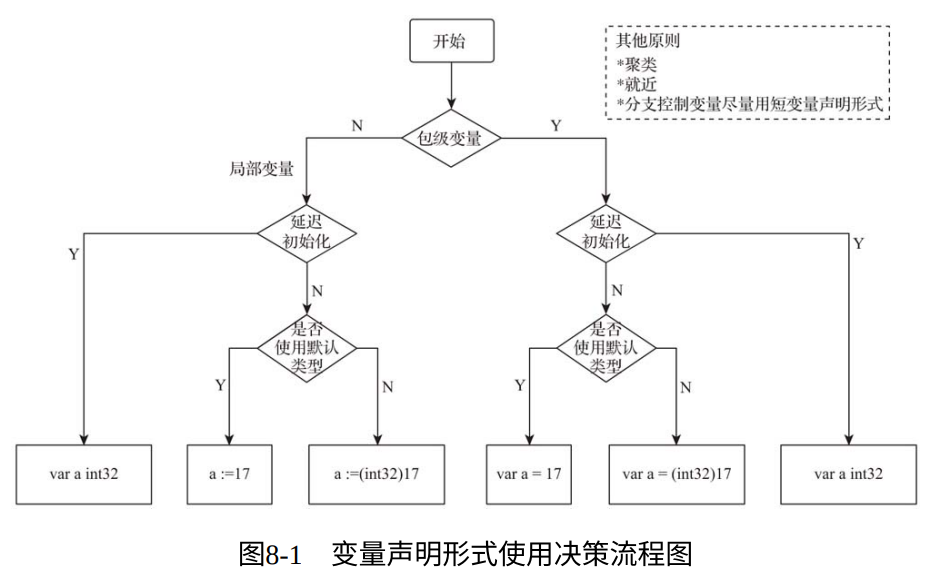 开始
其他原则
*聚类
*就近
*分支控制变量尽量用短变量声明形式
包级变量
N
Y
局部变量
延迟
初始化
延迟
初始化
Y
Y
N
N
是否
使用默认
类型
是否
使用默认
类型
Y
N
Y
N
var a int32
a :=17
a :=(int32)17
var a = 17
var a = (int32)17
var a int32
图8-1 变量声明形式使用决策流程图